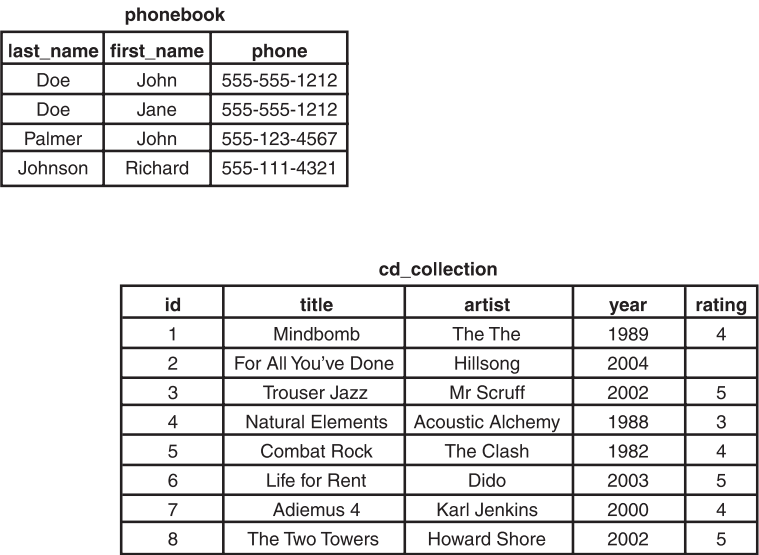 phonebook
last_name first_name phone
Doe John 555-555-1212
Doe Jane 555-555-1212
Palmer John 555-123-4567
Johnson Richard 555-111-4321
cd_collection
id title artist year rating
1 Mindbomb The The 1989 4
2 For All You’ve Done Hillsong 2004
3 Trouser Jazz Mr Scruff 2002 5
4 Natural Elements Acoustic Alchemy 1988 3
5 Combat Rock The Clash 1982 4
6 Life for Rent Dido 2003 5
7 Adiemus 4 Karl Jenkins 2000 4
8 The Two Towers Howard Shore 2002 5